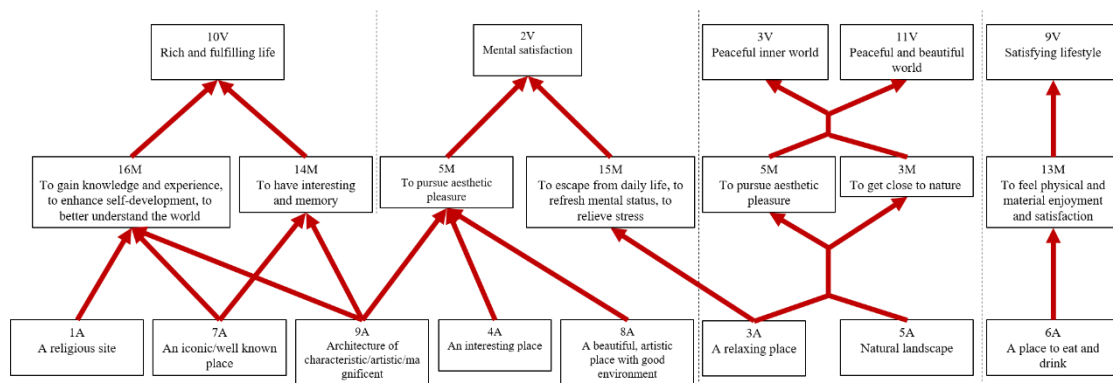 10V
Rich and fulfilling life
2V
Mental satisfaction
3V
Peaceful inner world
11V
Peaceful and beautiful
world
9V
Satisfying lifestyle
16M
To gain knowledge and experience,
to enhance self-development, to
better understand the world
14M
To have interesting
and memory
5M
To pursue aesthetic
pleasure
15M
To escape from daily life, to
refresh mental status, to
relieve stress
5M
To pursue aesthetic
pleasure
3M
To get close to nature
13M
To feel physical and
material enjoyment
and satisfaction
1A
A religious site
7A
An iconic/well known
place
9A
Architecture of
characteristic/artistic/ma
gnificent
4A
An interesting place
8A
A beautiful, artistic
place with good
environment
3A
A relaxing place
5A
Natural landscape
6A
A place to eat and
drink